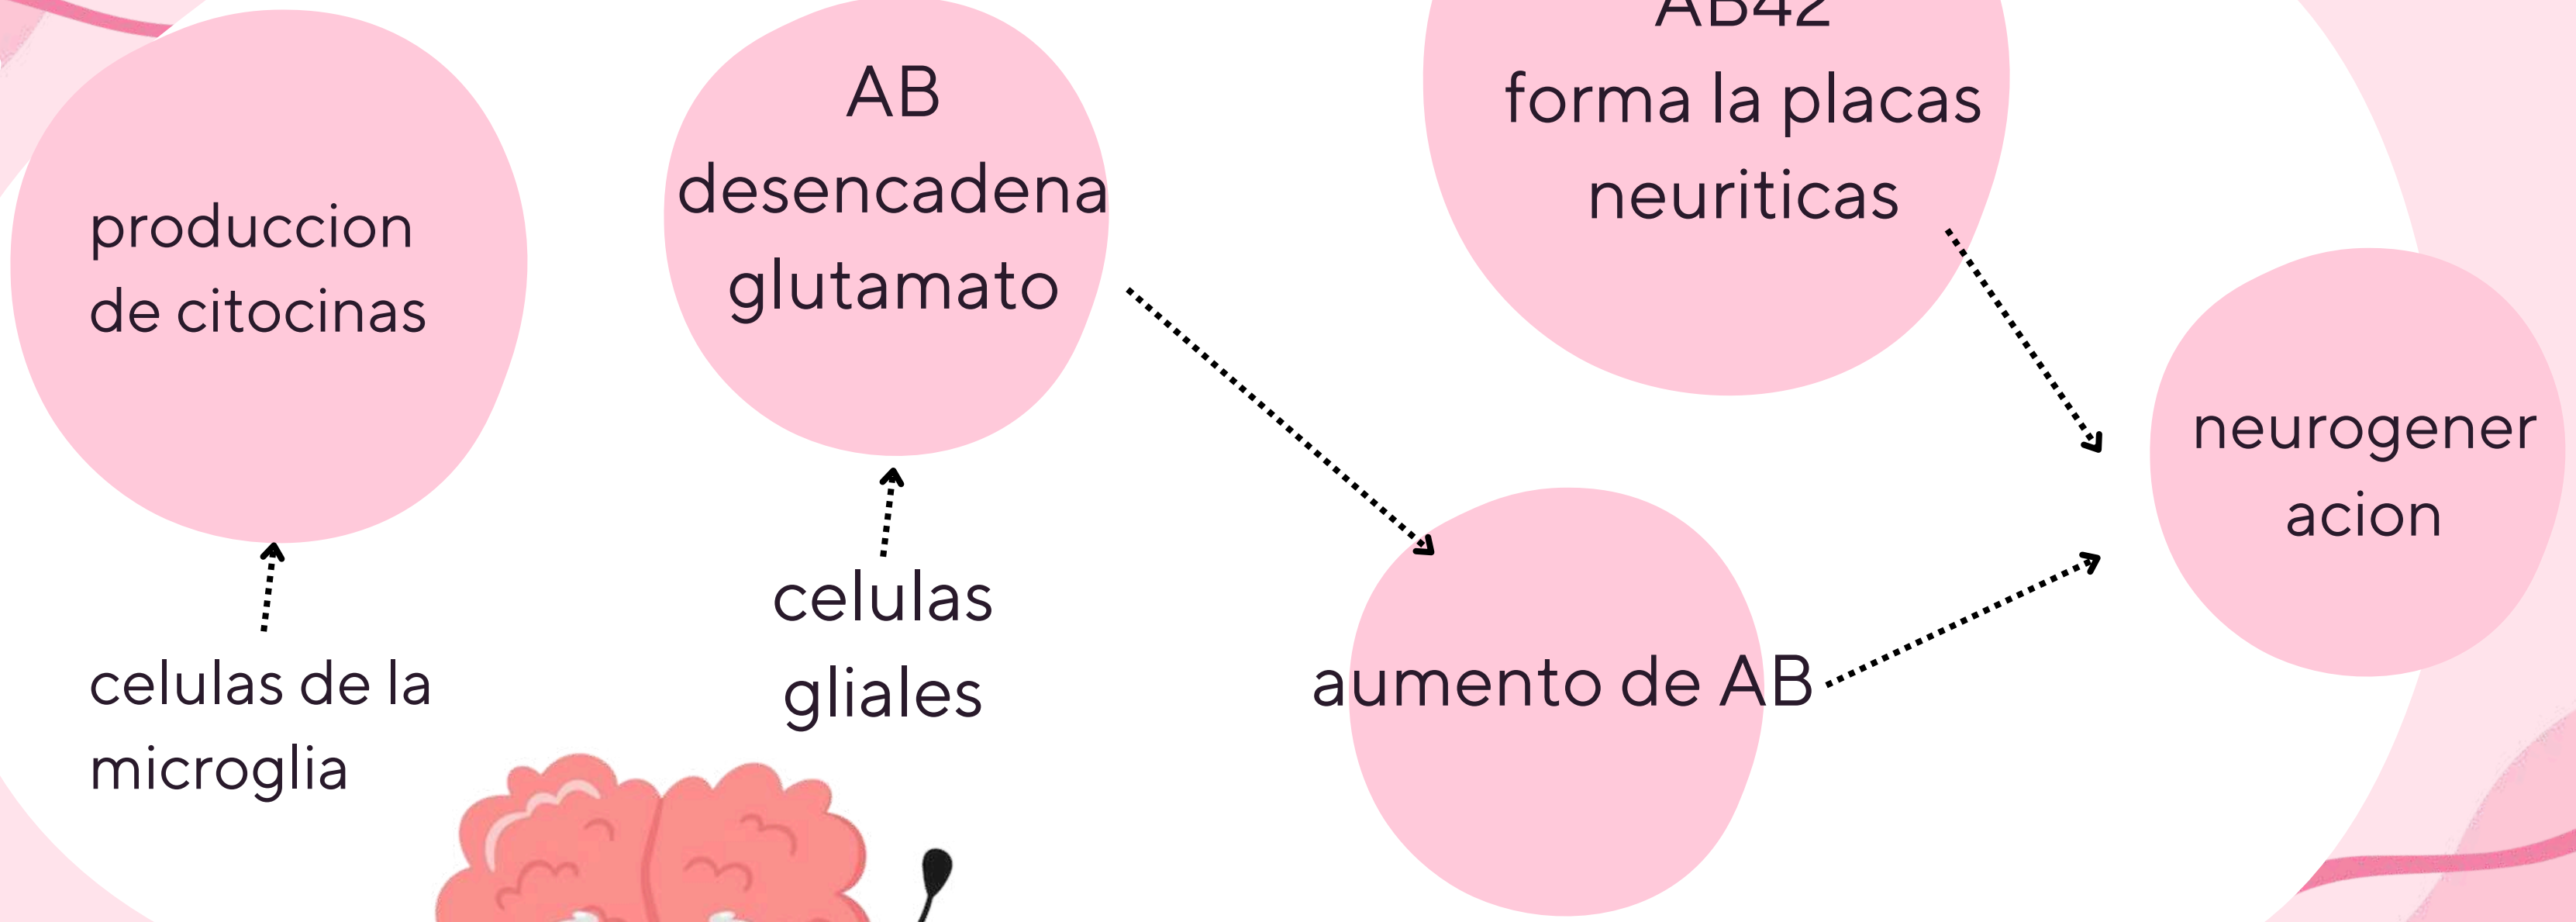 produccion
de citocinas
celulas de la
microglia
AB
desencadena
glutamato
celulas
gliales
AB42
forma la placas
neuriticas
aumento de AB
neurogener
acion